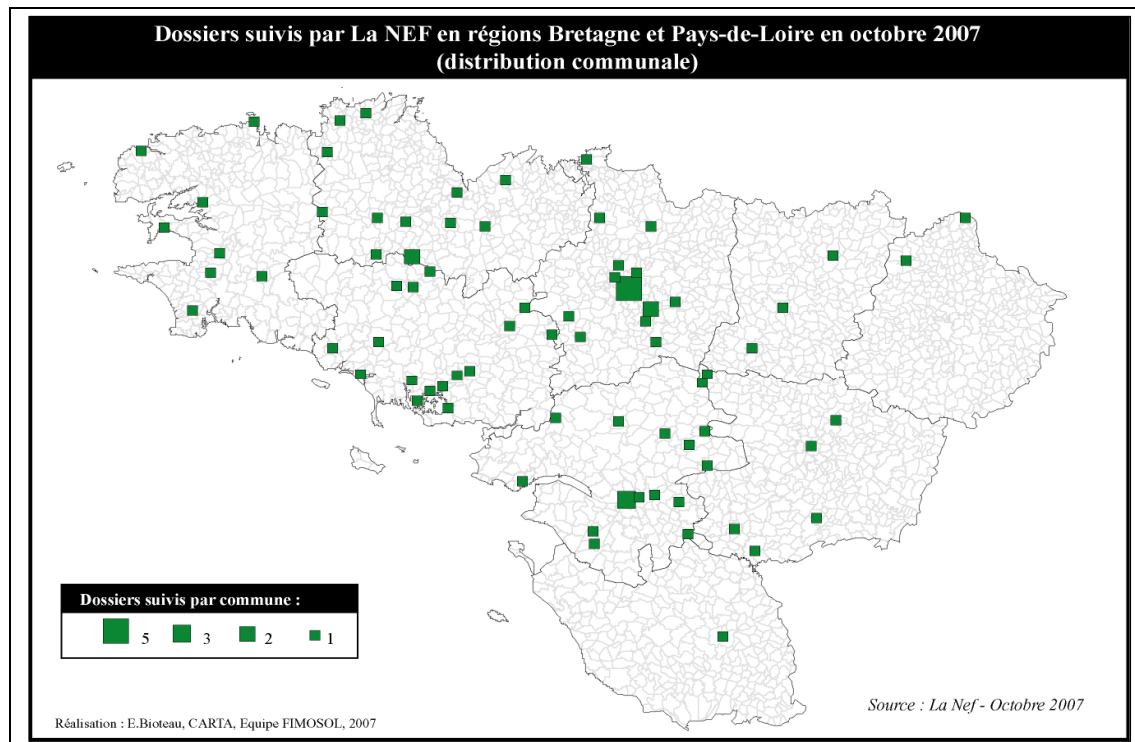 Dossiers suivis par La NEF en régions Bretagne et Pays-de-Loire en octobre 2007
(distribution communale)
Dossiers suivis par commune :
5 3 2 1
Source : La Nef - Octobre 2007
Réalisation : E.Bioteau, CARTA, Equipe FIMOSOL, 2007